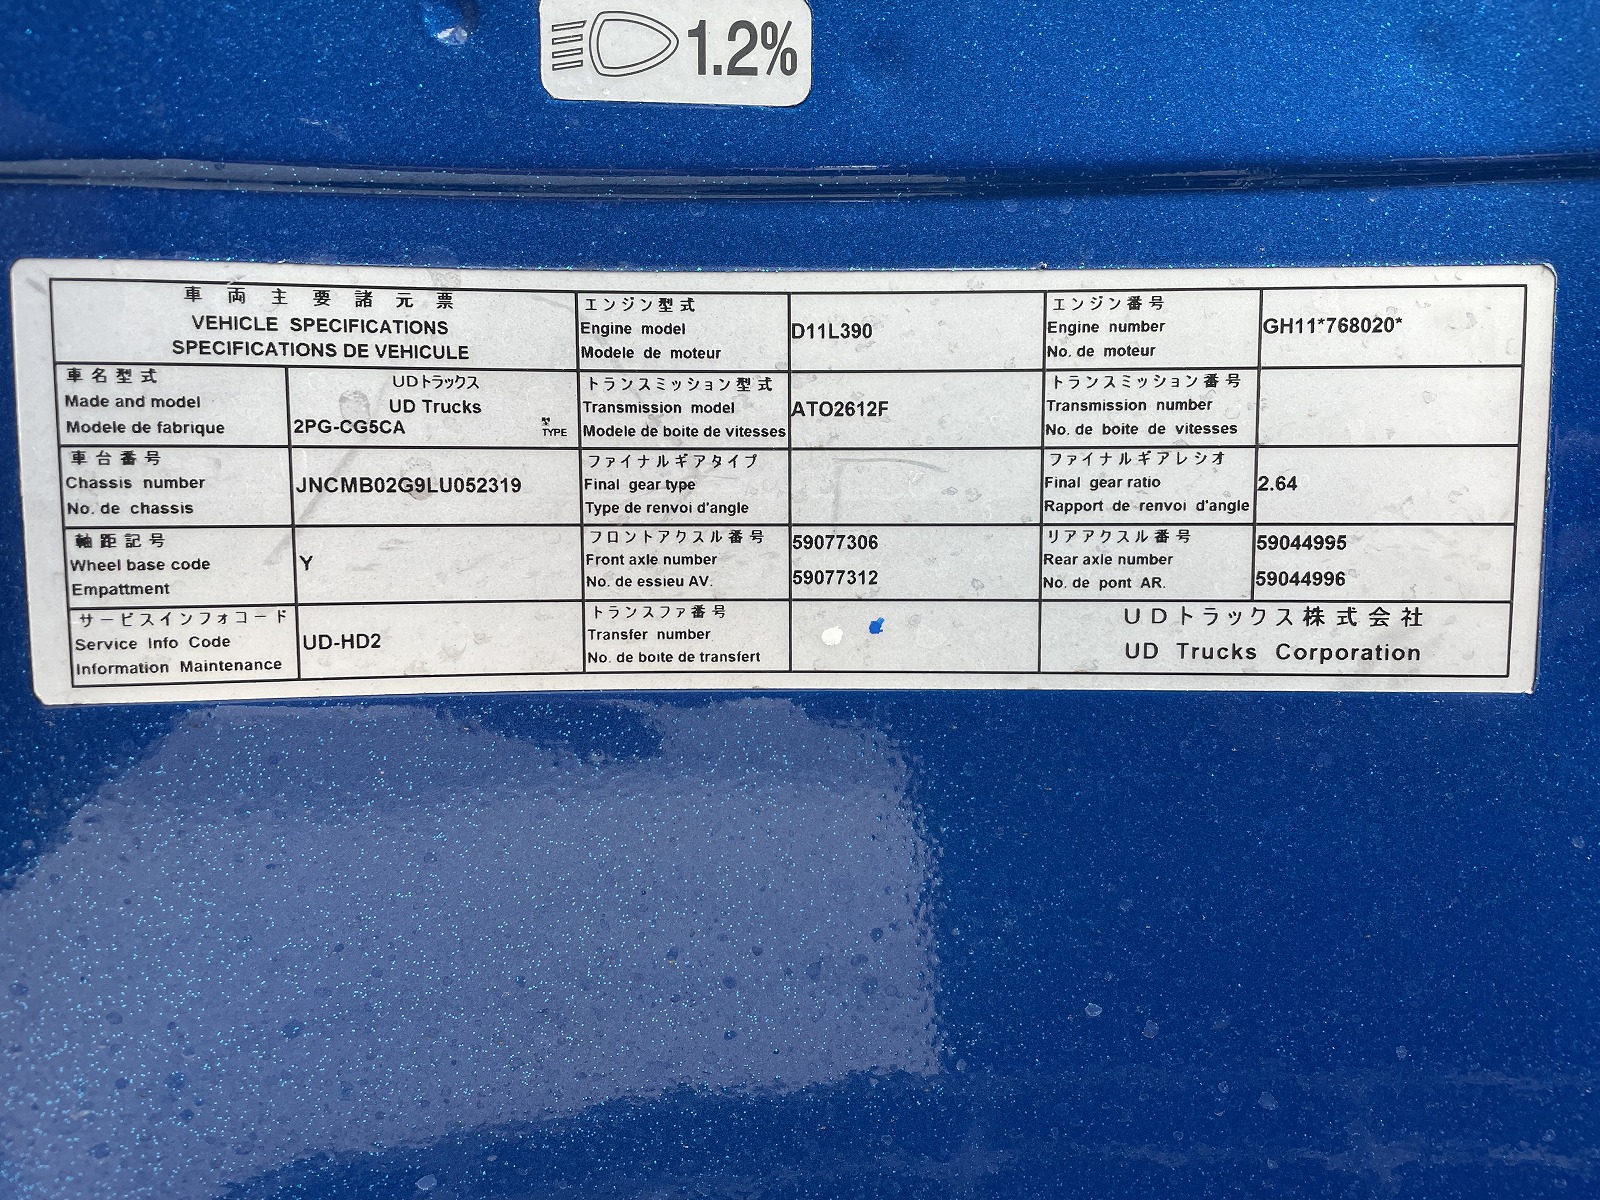 1.2%
車両主要諸元票
VEHICLE SPECIFICATIONS
SPECIFICATIONS DE VEHICULE
エンジン型式
Engine model
Modele de moteur
D11L390
エンジン番号
Engine number
No. de moteur
GH11*768020*
車名型式
Made and model
Modele de fabrique
UDトラックス
UD Trucks
2PG-CG5CA
型
TYPE
トランスミッション型式
Transmission model
Modele de boite de vitesses
ATO2612F
トランスミッション番号
Transmission number
No. de boite de vitesses
車台番号
Chassis number
No. de chassis
JNCMB02G9LU052319
ファイナルギアタイプ
Final gear type
Type de renvoi d'angle
ファイナルギアレシオ
Final gear ratio
Rapport de renvoi d'angle
2.64
軸距記号
Wheel base code
Empattment
Y
フロントアクスル番号
Front axle number
No. de essieu AV.
59077306
59077312
リアアクスル番号
Rear axle number
No. de pont AR.
59044995
59044996
サービスインフォコード
Service Info Code
Information Maintenance
UD-HD2
トランスファ番号
Transfer number
No. de boite de transfert
UDトラックス株式会社
UD Trucks Corporation